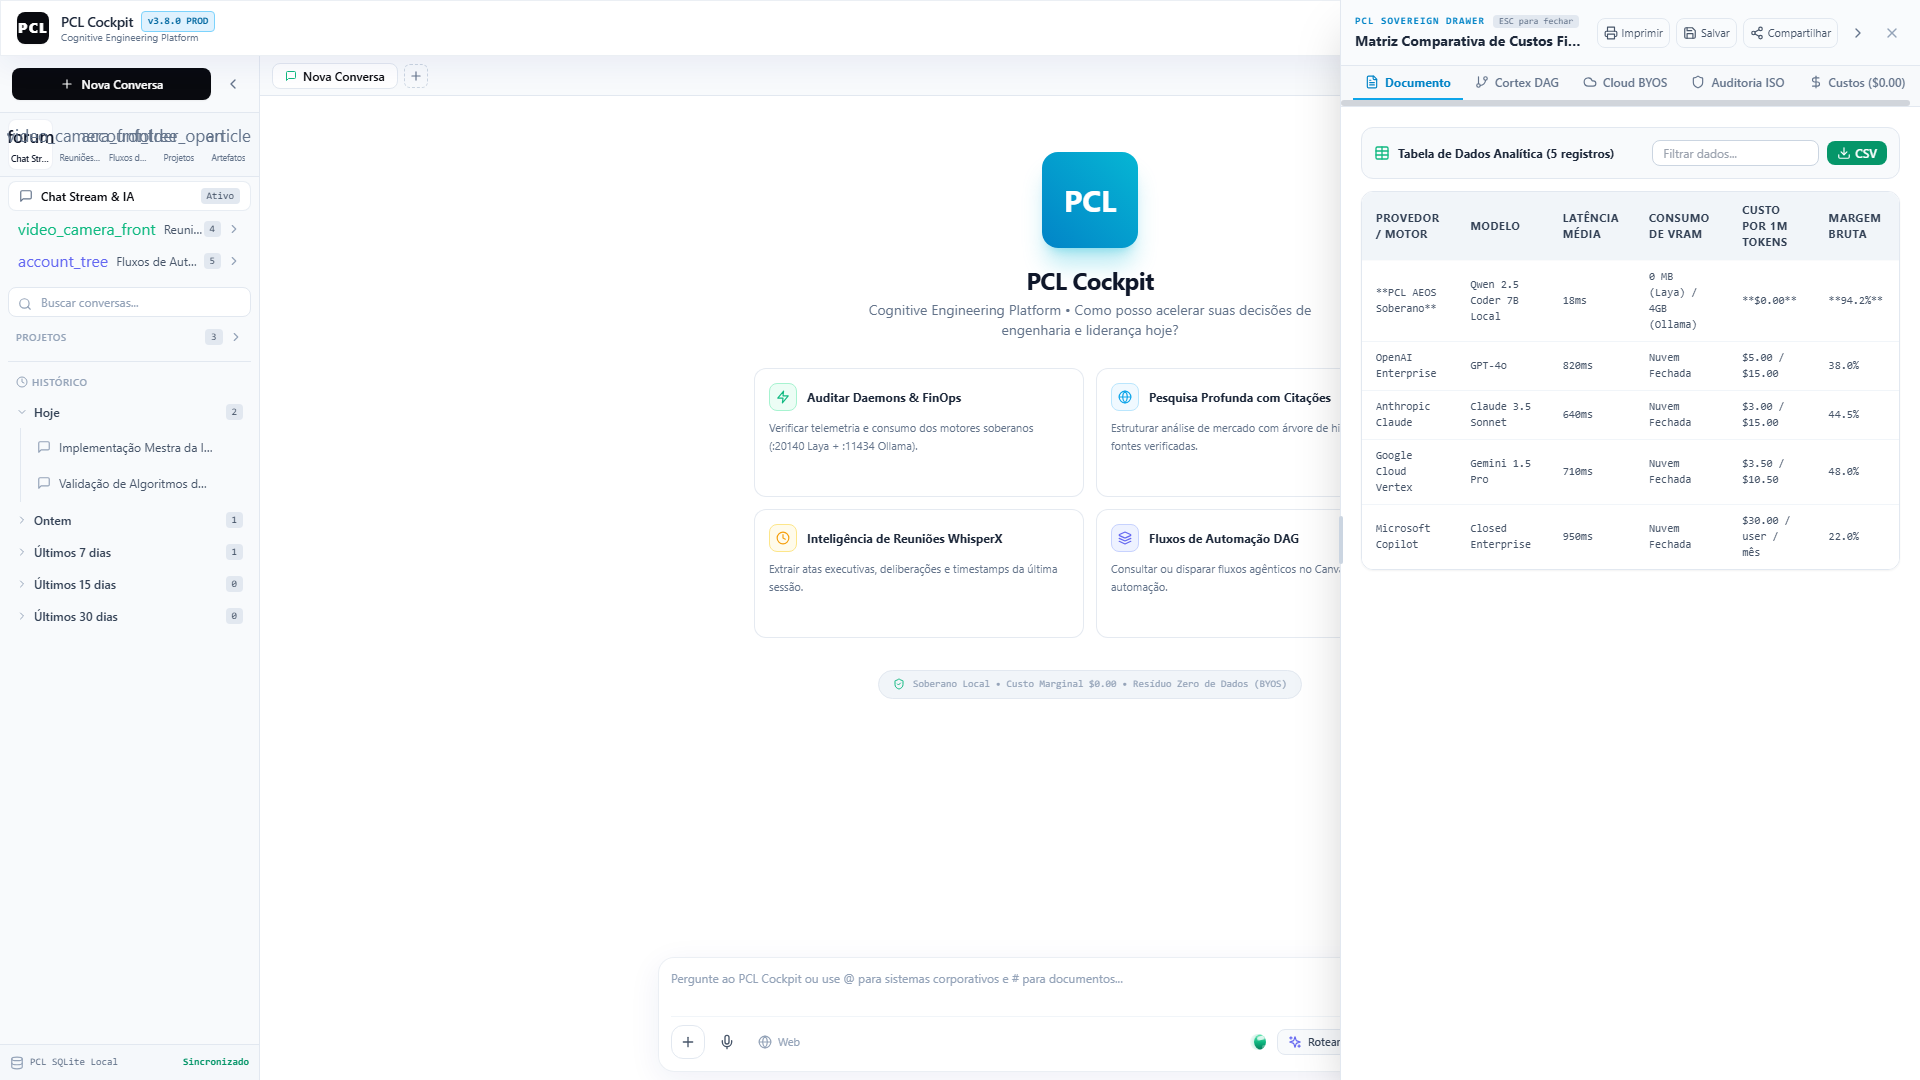 PCL
PCL Cockpit
v3.8.0 PROD
Cognitive Engineering Platform
Nova Conversa
forum
video_camera_front
account_tree
folder_open
article
Chat Str...
Reuniões...
Fluxos d...
Projetos
Artefatos
Chat Stream & IA
Ativo
video_camera_front
Reuni...
4
account_tree
Fluxos de Aut...
5
Buscar conversas...
PROJETOS
3
HISTÓRICO
Hoje
2
Implementação Mestra da I...
Validação de Algoritmos d...
Ontem
1
Últimos 7 dias
1
Últimos 15 dias
0
Últimos 30 dias
0
PCL SQLite Local
Sincronizado
Nova Conversa
PCL
PCL Cockpit
Cognitive Engineering Platform • Como posso acelerar suas decisões de
engenharia e liderança hoje?
Auditar Daemons & FinOps
Verificar telemetria e consumo dos motores soberanos
(:20140 Laya + :11434 Ollama).
Pesquisa Profunda com Citações
Estruturar análise de mercado com árvore de hi
fontes verificadas.
Inteligência de Reuniões WhisperX
Extrair atas executivas, deliberações e timestamps da última
sessão.
Fluxos de Automação DAG
Consultar ou disparar fluxos agênticos no Canv
automação.
Soberano Local • Custo Marginal $0.00 • Resíduo Zero de Dados (BYOS)
Pergunte ao PCL Cockpit ou use @ para sistemas corporativos e # para documentos...
Web
Rotear
PCL SOVEREIGN DRAWER
ESC para fechar
Matriz Comparativa de Custos Fi...
Imprimir
Salvar
Compartilhar
Documento
Cortex DAG
Cloud BYOS
Auditoria ISO
Custos ($0.00)
Tabela de Dados Analítica (5 registros)
Filtrar dados...
CSV
PROVEDOR
/ MOTOR
MODELO
LATÊNCIA
MÉDIA
CONSUMO
DE VRAM
CUSTO
POR 1M
TOKENS
MARGEM
BRUTA
**PCL AEOS
Soberano**
Qwen 2.5
Coder 7B
Local
18ms
0 MB
(Laya) /
4GB
(Ollama)
**$0.00**
**94.2%**
OpenAI
Enterprise
GPT-4o
820ms
Nuvem
Fechada
$5.00 /
$15.00
38.0%
Anthropic
Claude
Claude 3.5
Sonnet
640ms
Nuvem
Fechada
$3.00 /
$15.00
44.5%
Google
Cloud
Vertex
Gemini 1.5
Pro
710ms
Nuvem
Fechada
$3.50 /
$10.50
48.0%
Microsoft
Copilot
Closed
Enterprise
950ms
Nuvem
Fechada
$30.00 /
user /
mês
22.0%